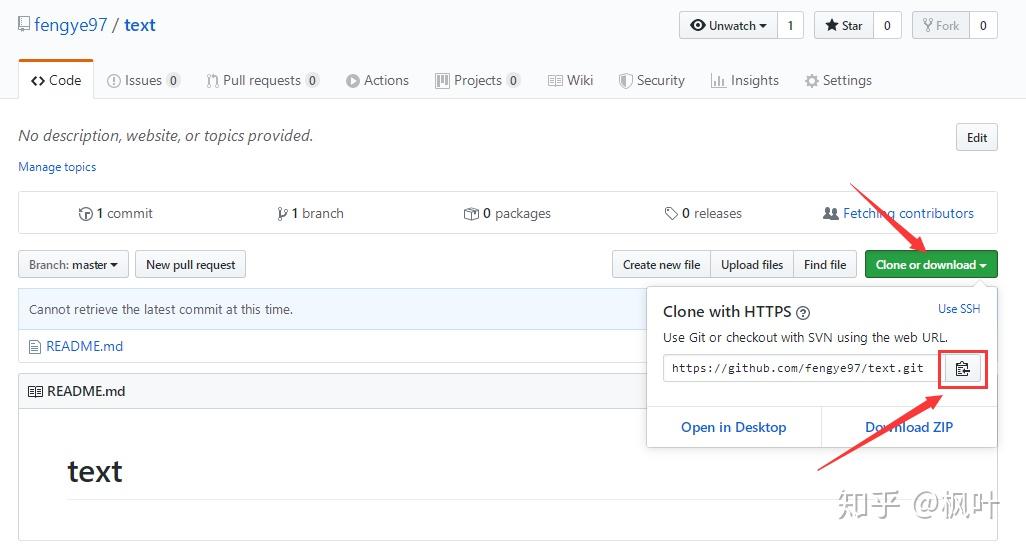 fengye97 / text
Unwatch 1 Star 0 Fork 0
Code Issues 0 Pull requests 0 Actions Projects 0 Wiki Security Insights Settings
No description, website, or topics provided.
Edit
Manage topics
1 commit 1 branch 0 packages 0 releases Fetching contributors
Branch: master New pull request Create new file Upload files Find file Clone or download
Cannot retrieve the latest commit at this time.
README.md
README.md
text
Clone with HTTPS ?
Use SSH
Use Git or checkout with SVN using the web URL.
https://github.com/fengye97/text.git
Open in Desktop Download ZIP
知乎 @枫叶